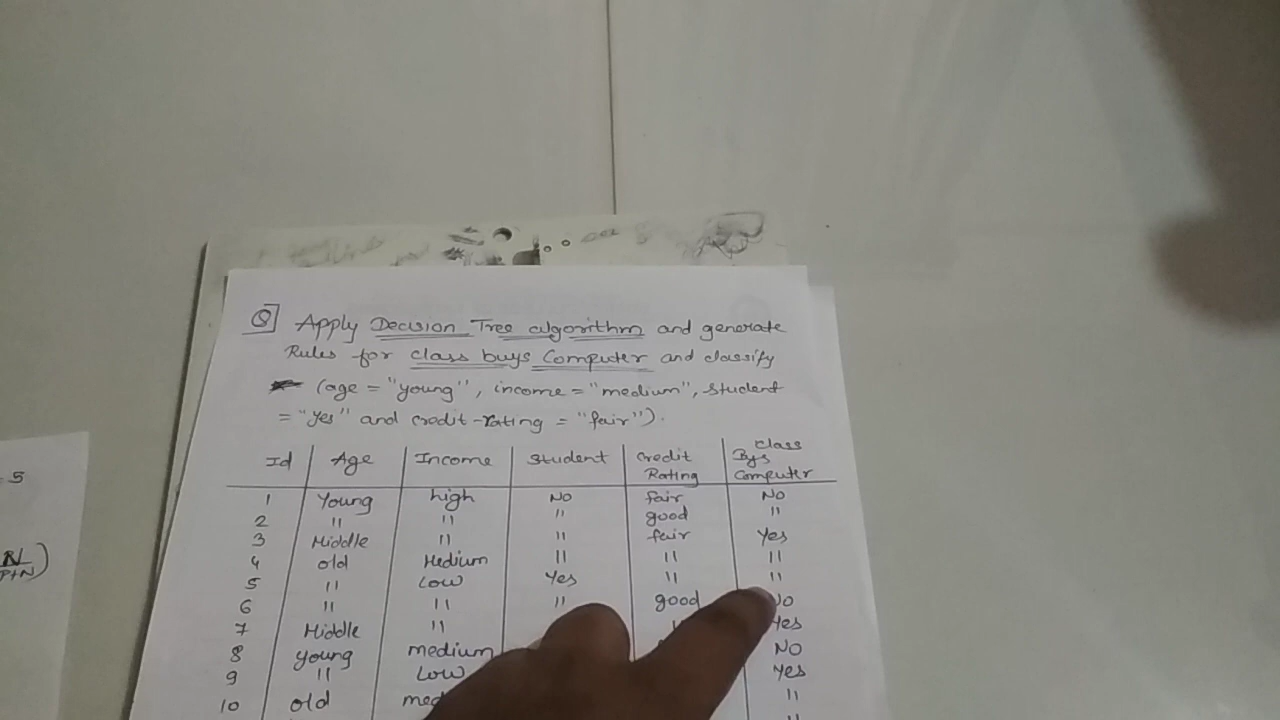 Q] Apply Decision Tree algorithm and generate
Rules for class buys Computer and classify
(age = "young", income = "medium", student
= "Yes" and credit-rating = "fair").
Id Age Income Student Credit Rating Class Bys Computer
1 Young high No fair No
2 " " " good "
3 Middle " " fair Yes
4 old Medium " " "
5 " Low Yes " "
6 " " " good No
7 Middle " " Yes
8 young medium No
9 " Low Yes
10 old "
"
5